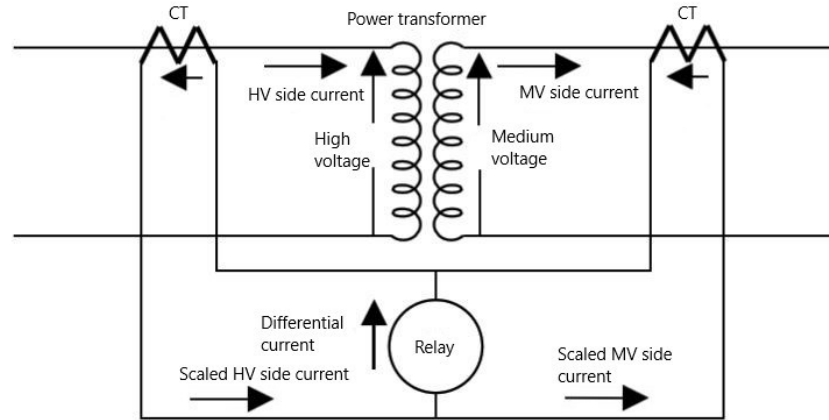 CT
Power transformer
CT
HV side current
MV side current
High
voltage
Medium
voltage
Differential
current
Relay
Scaled HV side current
Scaled MV side
current